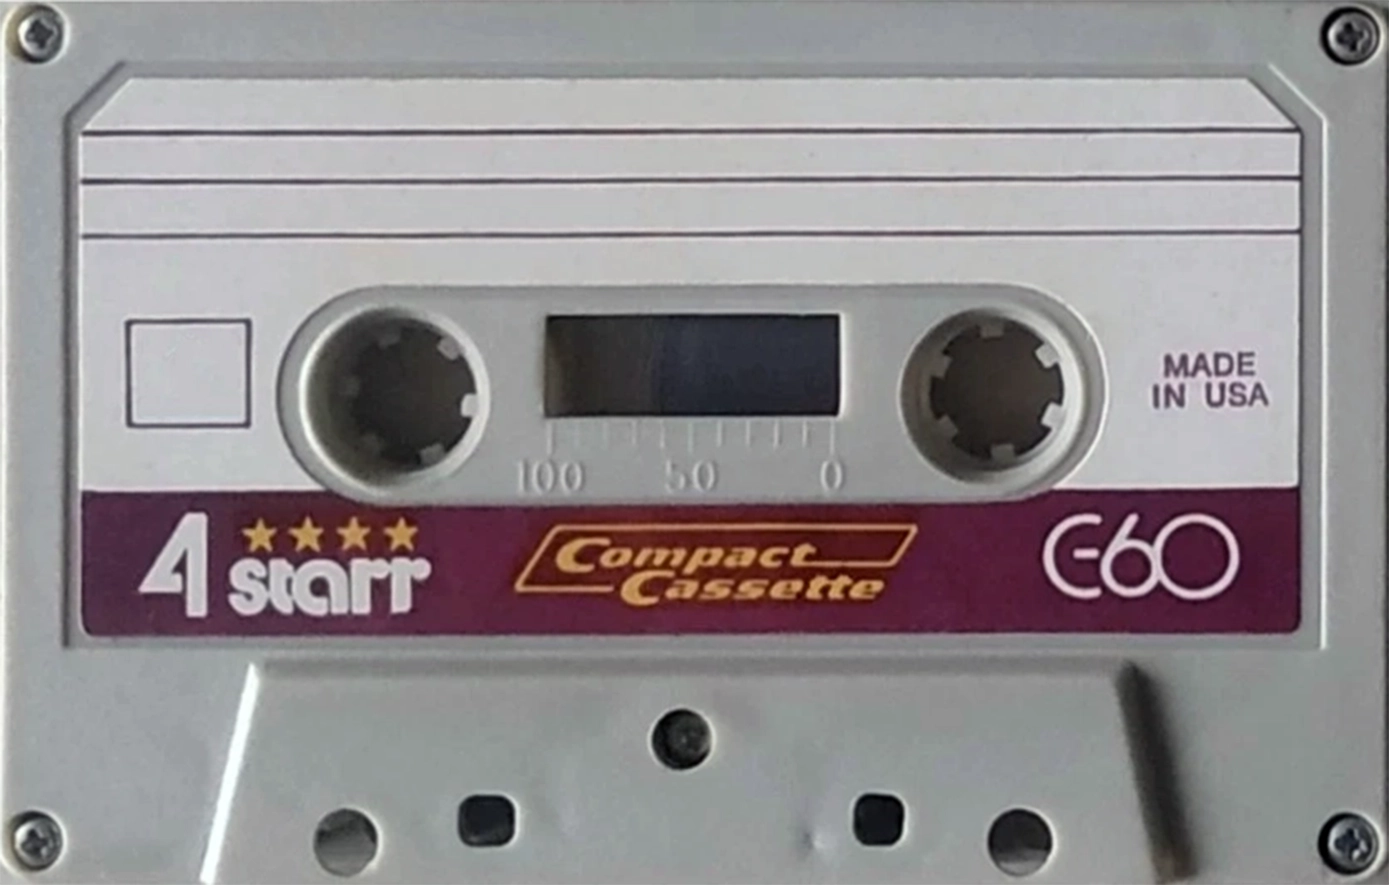 MADE
IN USA
100 50 0
4 starr
Compact
Cassette
C-60